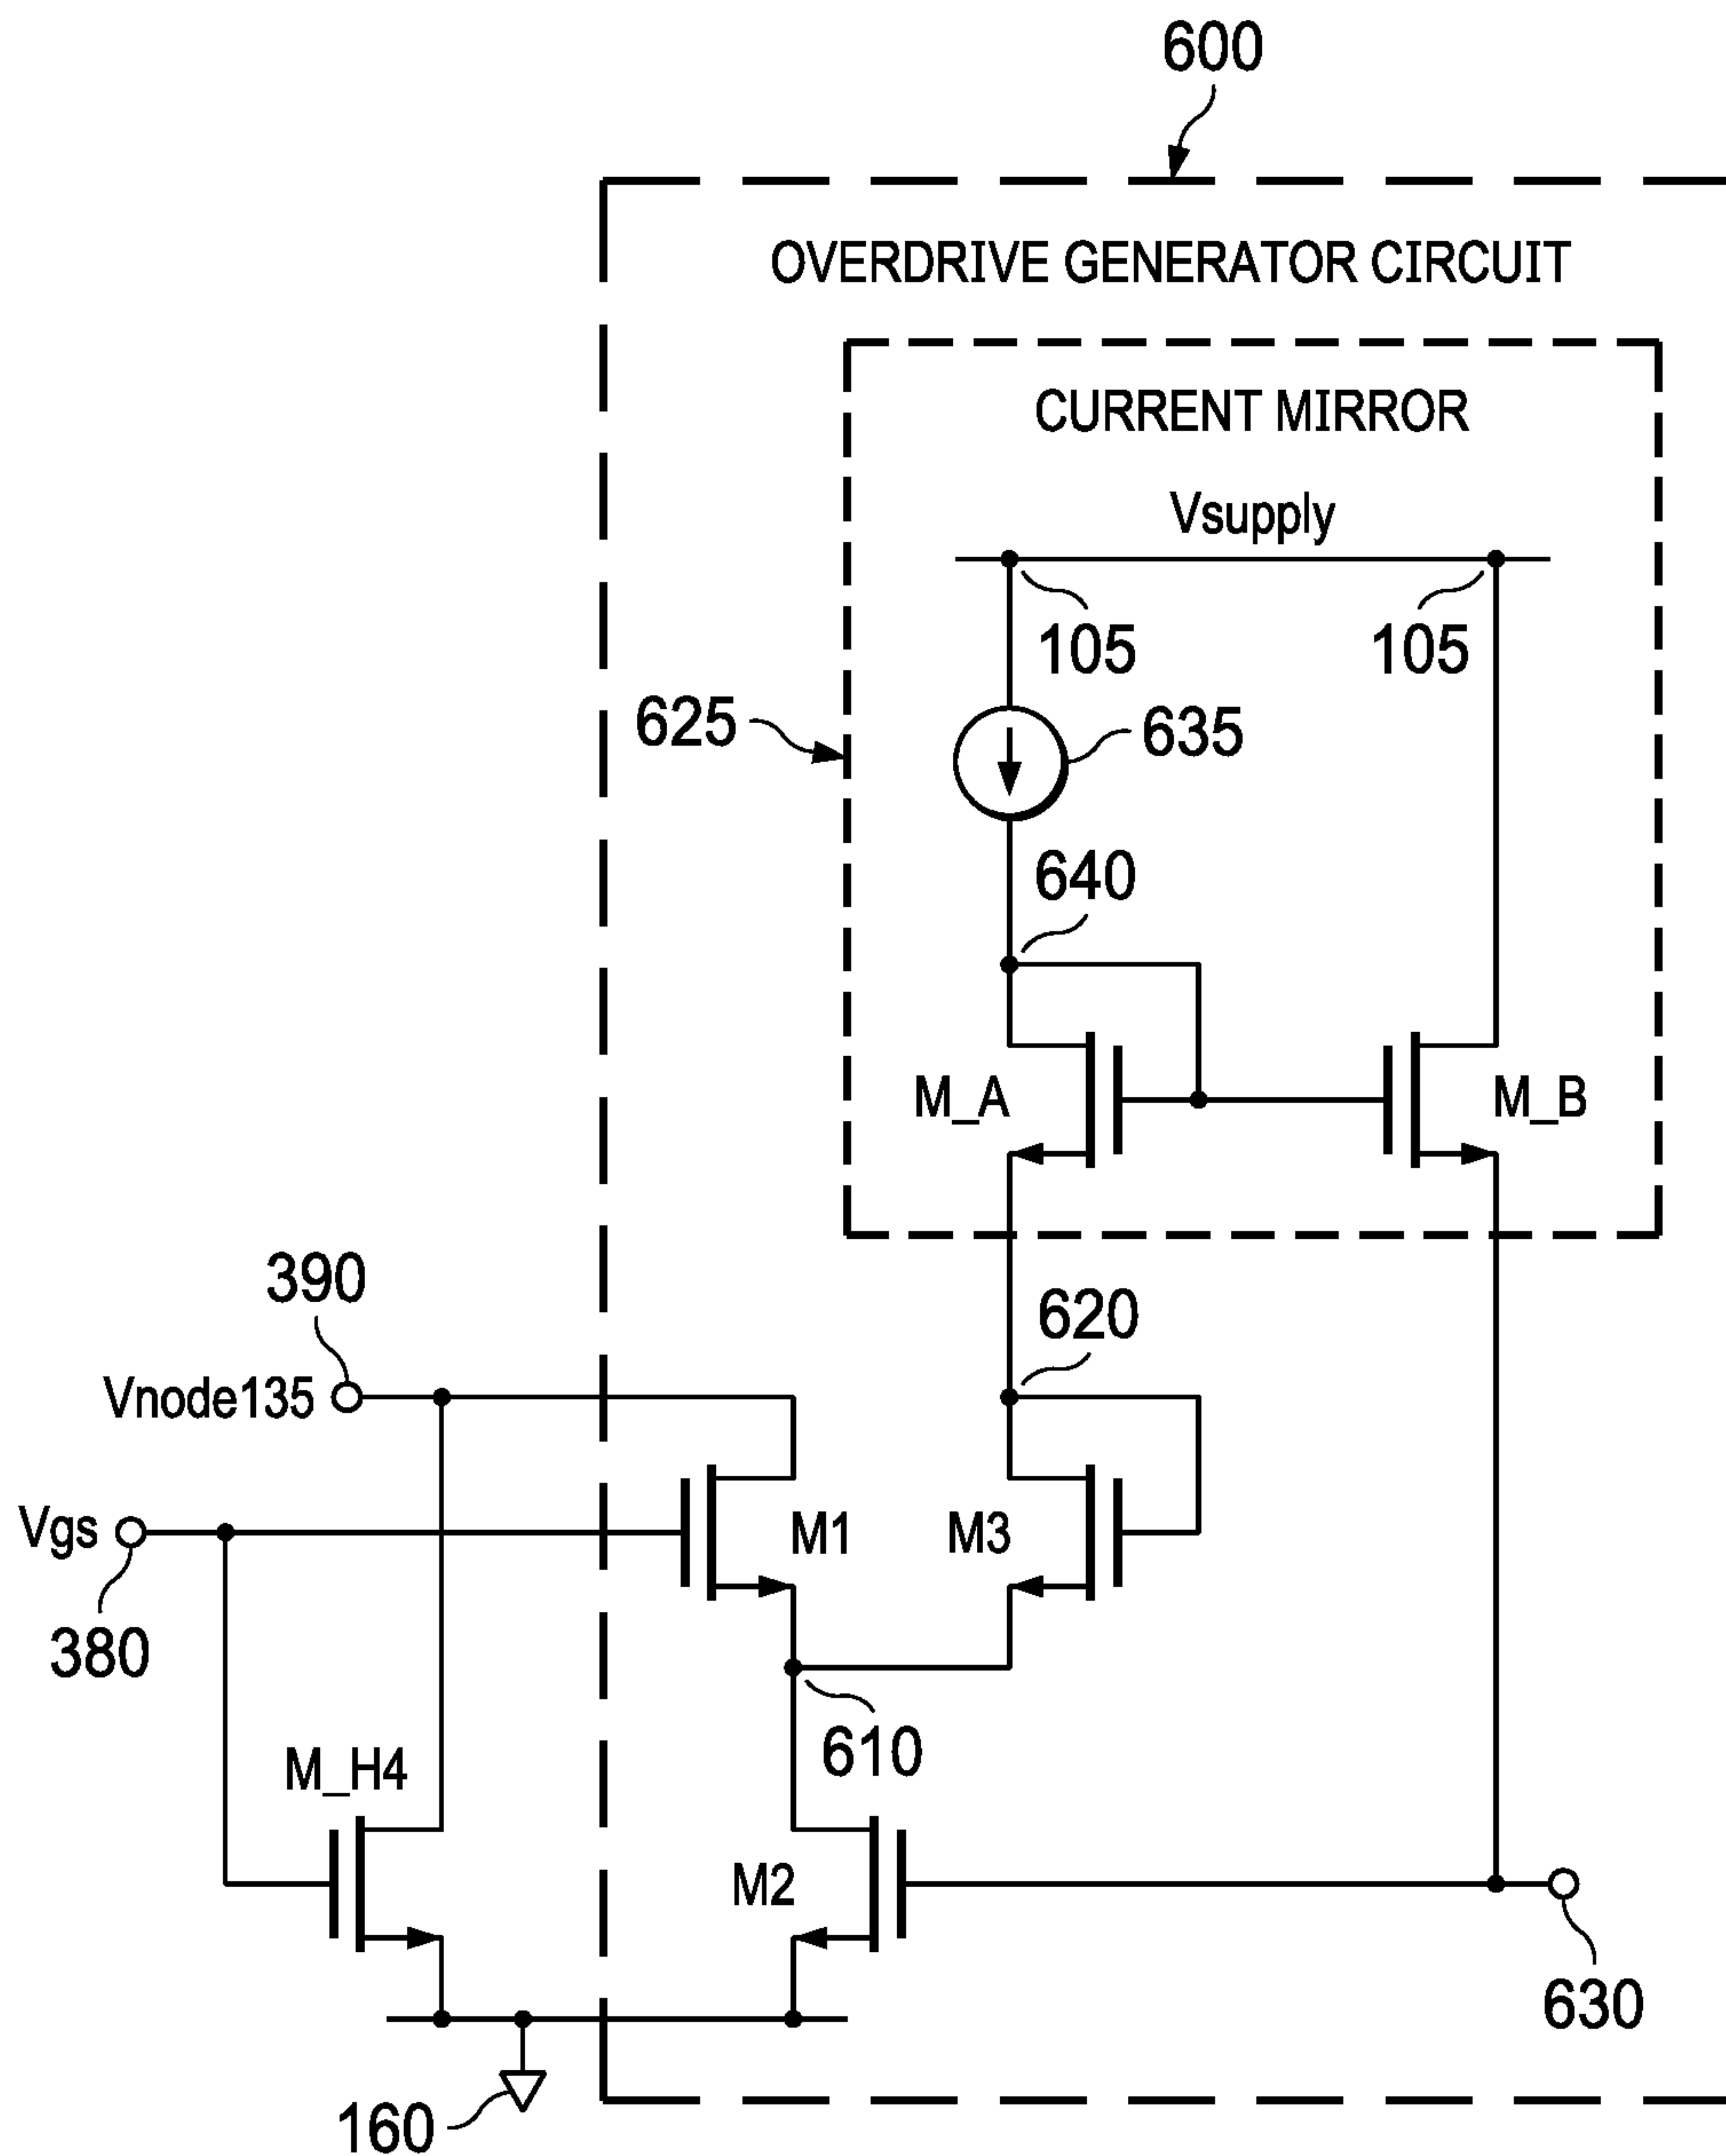 600
OVERDRIVE GENERATOR CIRCUIT
CURRENT MIRROR
Vsupply
105 105
625
635
640
M_A M_B
390
620
Vnode135
Vgs M1 M3
380
610
M_H4
M2
630
160